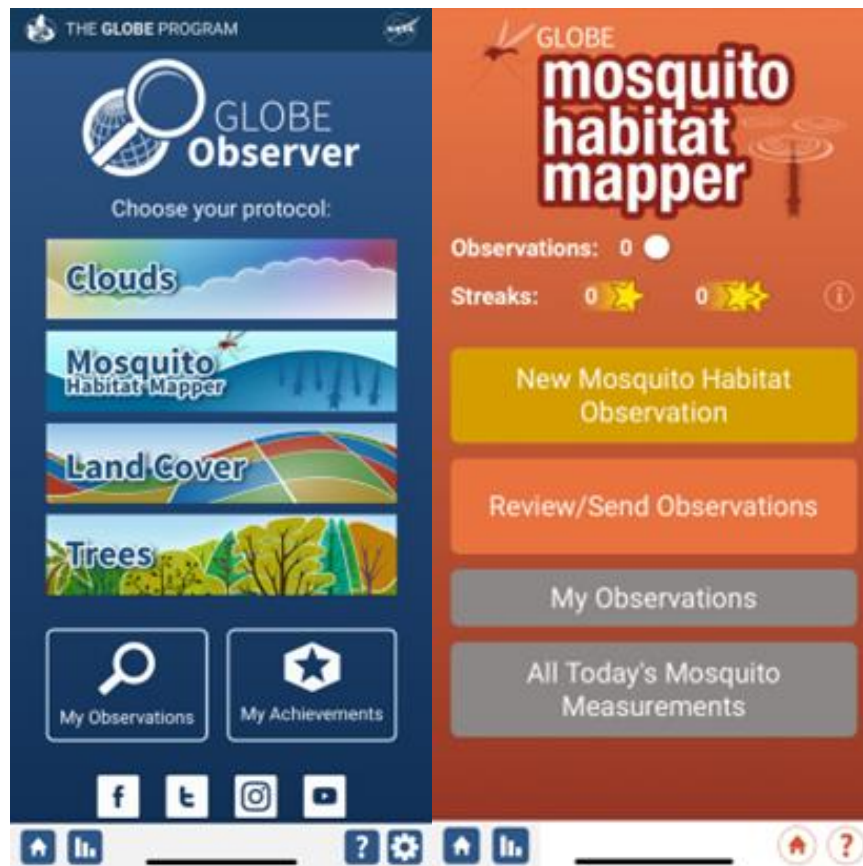 THE GLOBE PROGRAM
NASA
GLOBE
Observer
Choose your protocol:
Clouds
Mosquito
Habitat Mapper
Land Cover
Trees
My Observations
My Achievements
GLOBE
mosquito
habitat
mapper
Observations: 0
Streaks: 0 0
i
New Mosquito Habitat
Observation
Review/Send Observations
My Observations
All Today's Mosquito
Measurements
?
?